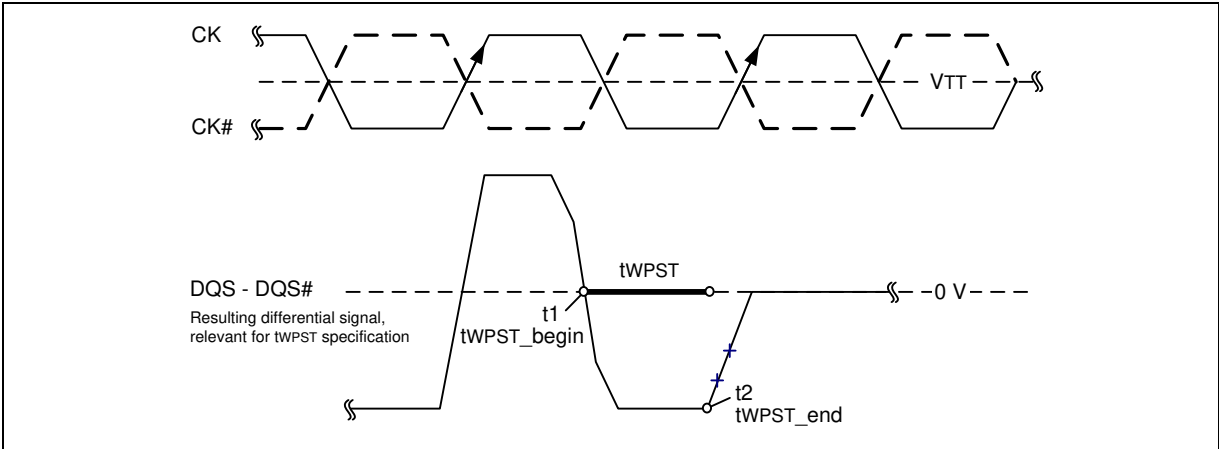 CK
VTT
CK#
tWPST
DQS - DQS#
0 V
Resulting differential signal,
relevant for tWPST specification
t1
tWPST_begin
t2
tWPST_end